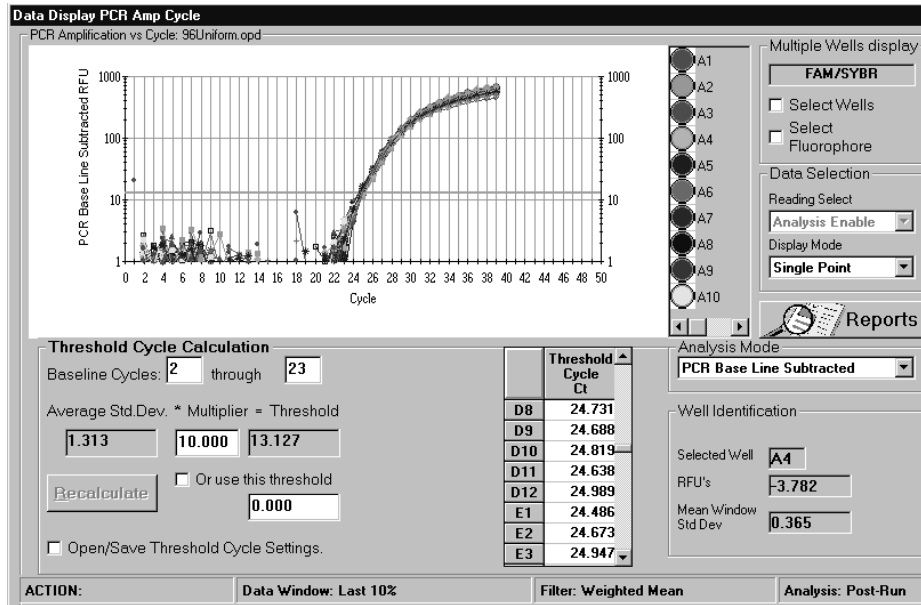 Data Display PCR Amp Cycle
PCR Amplification vs Cycle: 96Uniform.opd
PCR Base Line Subtracted RFU
1000
100
10
1
1000
100
10
1
0 2 4 6 8 10 12 14 16 18 20 22 24 26 28 30 32 34 36 38 40 42 44 46 48 50
Cycle
A1
A2
A3
A4
A5
A6
A7
A8
A9
A10
Multiple Wells display
FAM/SYBR
Select Wells
Select
Fluorophore
Data Selection
Reading Select
Analysis Enable
Display Mode
Single Point
Reports
Threshold Cycle Calculation
Baseline Cycles: 2 through 23
Average Std.Dev. * Multiplier = Threshold
1.313 10.000 13.127
Recalculate
Or use this threshold
0.000
Open/Save Threshold Cycle Settings.
Threshold
Cycle
Ct
D8 24.731
D9 24.688
D10 24.819
D11 24.638
D12 24.989
E1 24.486
E2 24.673
E3 24.947
Analysis Mode
PCR Base Line Subtracted
Well Identification
Selected Well A4
RFU's -3.782
Mean Window
Std Dev 0.365
ACTION: Data Window: Last 10% Filter: Weighted Mean Analysis: Post-Run